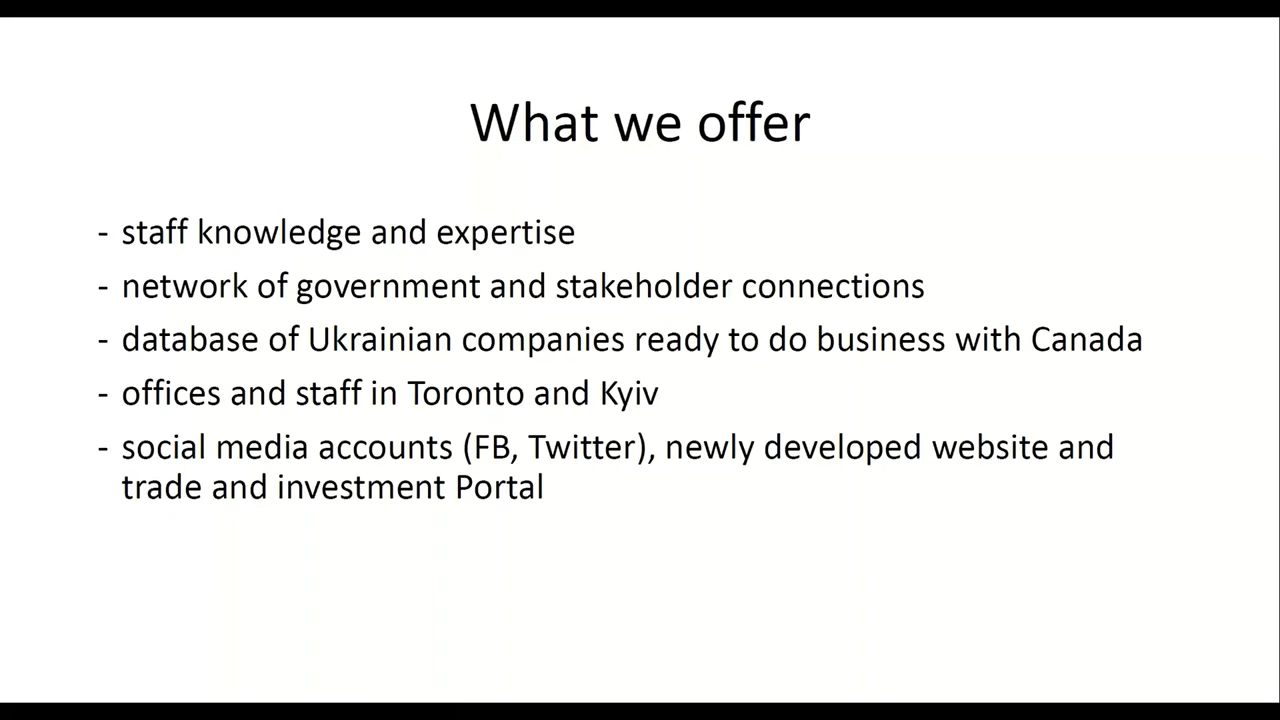 What we offer
- staff knowledge and expertise
- network of government and stakeholder connections
- database of Ukrainian companies ready to do business with Canada
- offices and staff in Toronto and Kyiv
- social media accounts (FB, Twitter), newly developed website and
trade and investment Portal